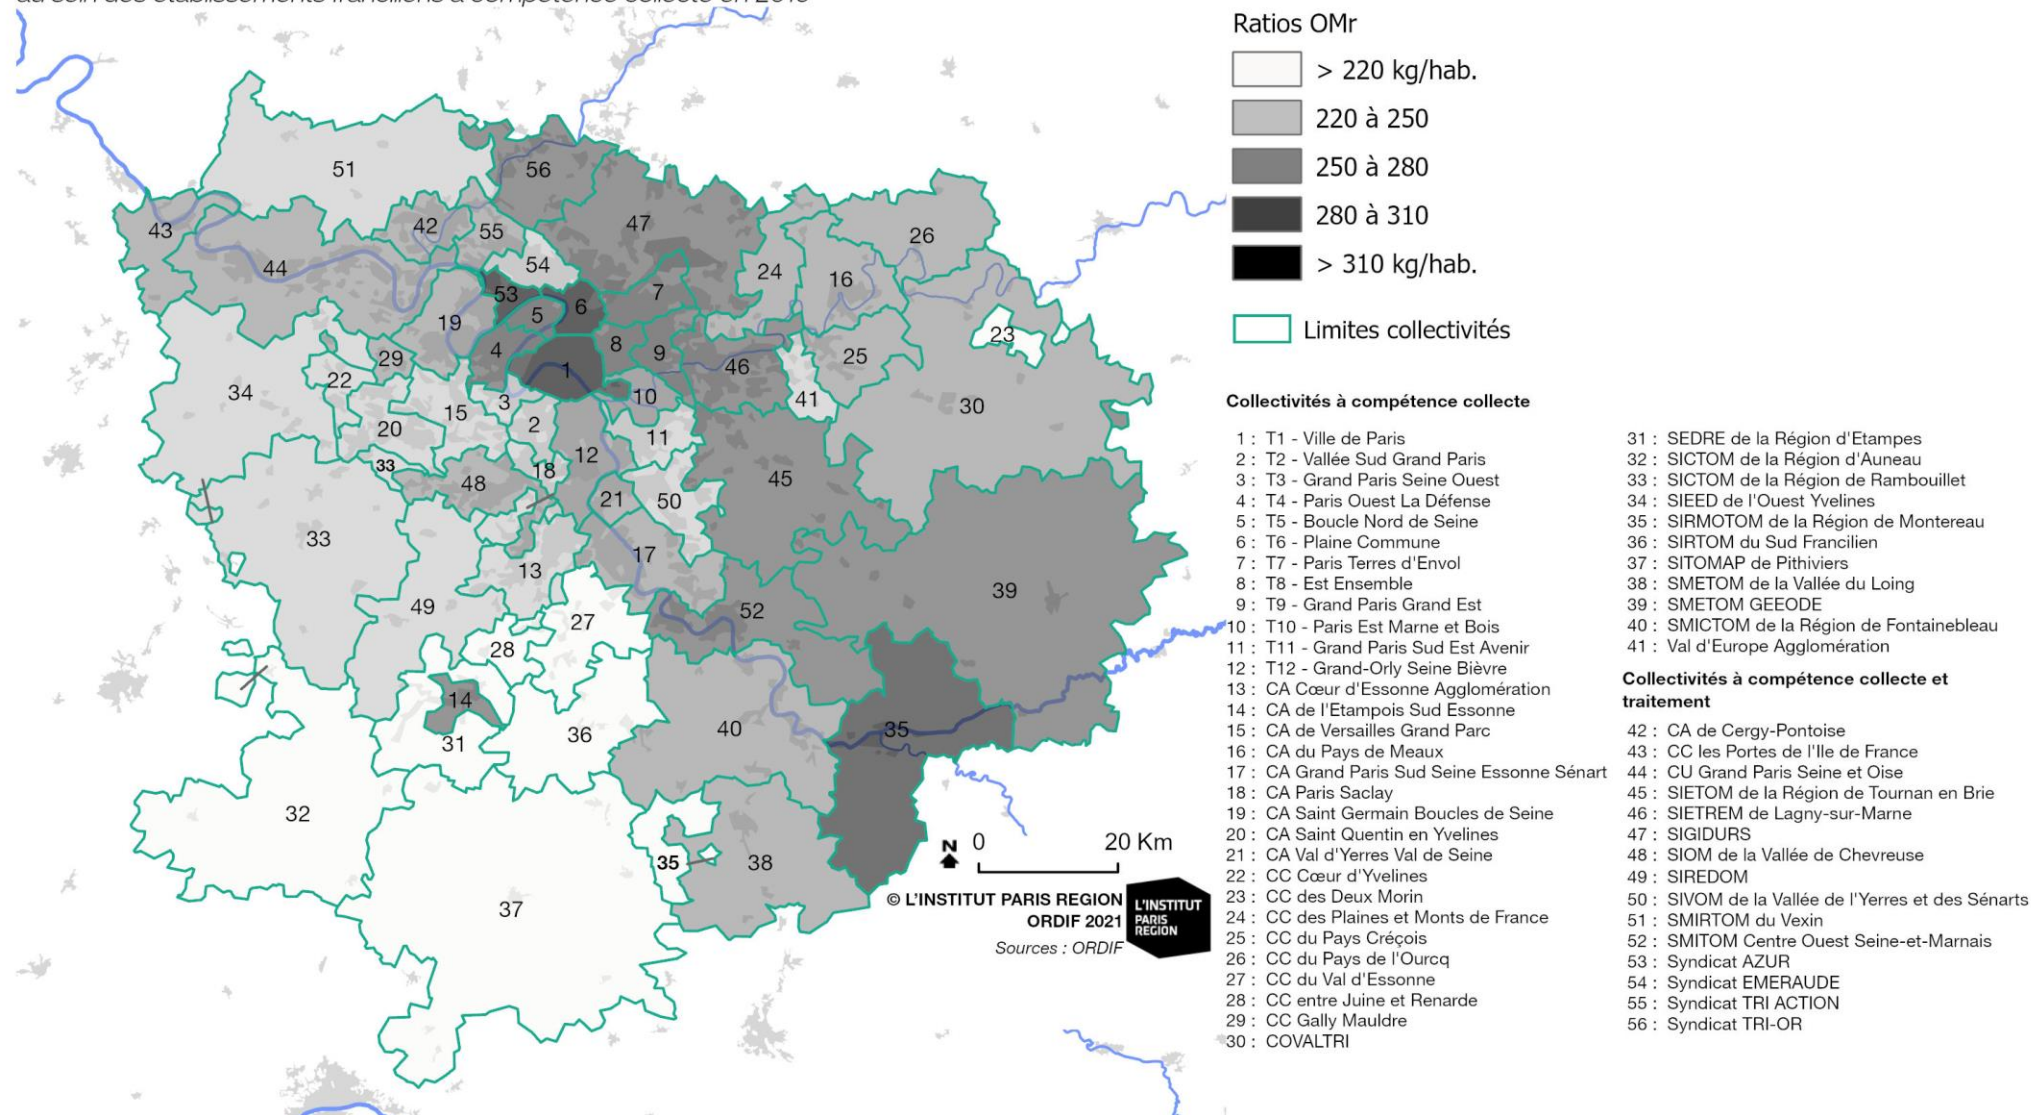 au sein des établissements franciliens à compétence collecte en 2019
Ratios OMr
> 220 kg/hab.
220 à 250
250 à 280
280 à 310
> 310 kg/hab.
Limites collectivités
Collectivités à compétence collecte
1 : T1 - Ville de Paris
2 : T2 - Vallée Sud Grand Paris
3 : T3 - Grand Paris Seine Ouest
4 : T4 - Paris Ouest La Défense
5 : T5 - Boucle Nord de Seine
6 : T6 - Plaine Commune
7 : T7 - Paris Terres d'Envol
8 : T8 - Est Ensemble
9 : T9 - Grand Paris Grand Est
10 : T10 - Paris Est Marne et Bois
11 : T11 - Grand Paris Sud Est Avenir
12 : T12 - Grand-Orly Seine Bièvre
13 : CA Cœur d'Essonne Agglomération
14 : CA de l'Etampois Sud Essonne
15 : CA de Versailles Grand Parc
16 : CA du Pays de Meaux
17 : CA Grand Paris Sud Seine Essonne Sénart
18 : CA Paris Saclay
19 : CA Saint Germain Boucles de Seine
20 : CA Saint Quentin en Yvelines
21 : CA Val d'Yerres Val de Seine
22 : CC Cœur d'Yvelines
23 : CC des Deux Morin
24 : CC des Plaines et Monts de France
25 : CC du Pays Créçois
26 : CC du Pays de l'Ourcq
27 : CC du Val d'Essonne
28 : CC entre Juine et Renarde
29 : CC Gally Mauldre
30 : COVALTRI
31 : SEDRE de la Région d'Etampes
32 : SICTOM de la Région d'Auneau
33 : SICTOM de la Région de Rambouillet
34 : SIEED de l'Ouest Yvelines
35 : SIRMOTOM de la Région de Montereau
36 : SIRTOM du Sud Francilien
37 : SITOMAP de Pithiviers
38 : SMETOM de la Vallée du Loing
39 : SMETOM GEEODE
40 : SMICTOM de la Région de Fontainebleau
41 : Val d'Europe Agglomération
Collectivités à compétence collecte et
traitement
42 : CA de Cergy-Pontoise
43 : CC les Portes de l'Ile de France
44 : CU Grand Paris Seine et Oise
45 : SIETOM de la Région de Tournan en Brie
46 : SIETREM de Lagny-sur-Marne
47 : SIGIDURS
48 : SIOM de la Vallée de Chevreuse
49 : SIREDOM
50 : SIVOM de la Vallée de l'Yerres et des Sénarts
51 : SMIRTOM du Vexin
52 : SMITOM Centre Ouest Seine-et-Marnais
53 : Syndicat AZUR
54 : Syndicat EMERAUDE
55 : Syndicat TRI ACTION
56 : Syndicat TRI-OR
51
56
43
42
55
47
26
44
54
24
16
53
6
7
19
5
23
29
4
8
9
46
25
22
1
34
3
10
41
30
15
2
20
11
33
18
12
48
45
21
50
33
17
13
39
49
52
27
28
14
31
36
40
35
32
35
38
37
N
0
20 Km
© L'INSTITUT PARIS REGION
ORDIF 2021
Sources : ORDIF
L'INSTITUT
PARIS
REGION